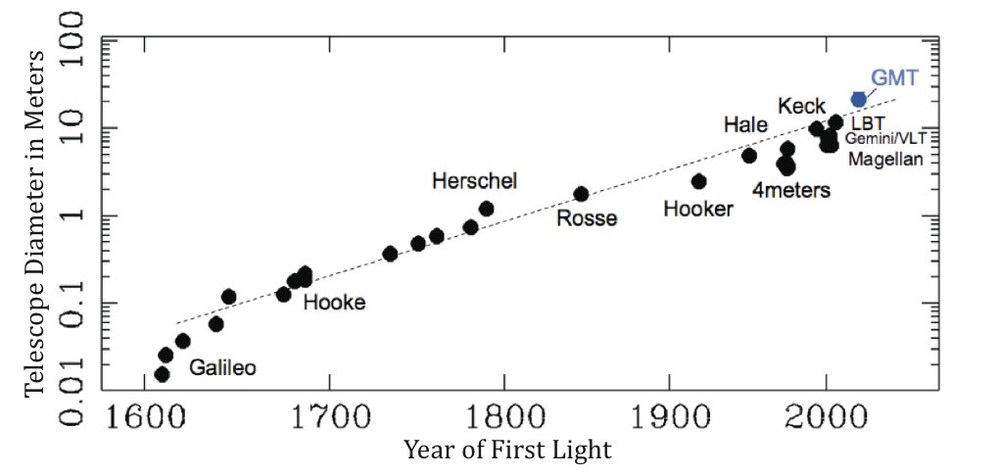 Telescope Diameter in Meters
100
10
1
0.1
0.01
GMT
Keck
LBT
Hale
Gemini/VLT
Magellan
Herschel
4meters
Hooker
Rosse
Hooke
Galileo
1600 1700 1800 1900 2000
Year of First Light